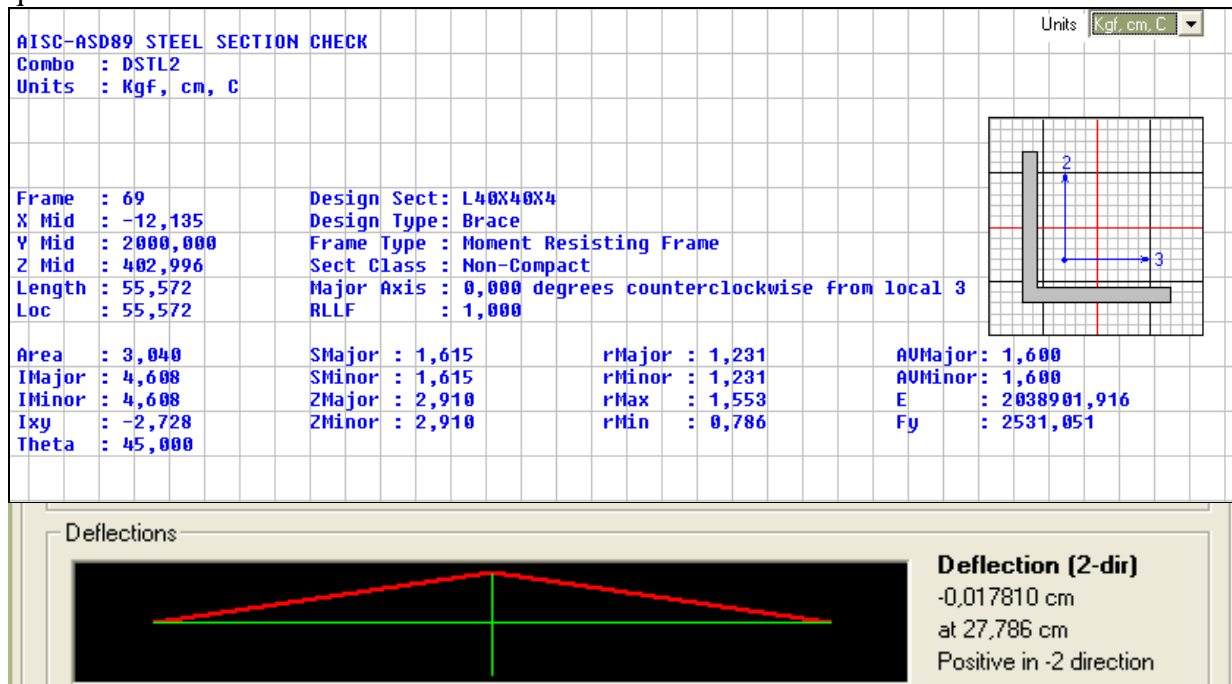 Units Kgf, cm, C
AISC-ASD89 STEEL SECTION CHECK
Combo : DSTL2
Units : Kgf, cm, C
2
3
Frame : 69 Design Sect: L40X40X4
X Mid : -12,135 Design Type: Brace
Y Mid : 2000,000 Frame Type : Moment Resisting Frame
Z Mid : 402,996 Sect Class : Non-Compact
Length : 55,572 Major Axis : 0,000 degrees counterclockwise from local 3
Loc : 55,572 RLLF : 1,000
Area : 3,040 SMajor : 1,615 rMajor : 1,231 AVMajor: 1,600
IMajor : 4,608 SMinor : 1,615 rMinor : 1,231 AVMinor: 1,600
IMinor : 4,608 ZMajor : 2,910 rMax : 1,553 E : 2038901,916
Ixy : -2,728 ZMinor : 2,910 rMin : 0,786 Fy : 2531,051
Theta : 45,000
Deflections
Deflection (2-dir)
-0,017810 cm
at 27,786 cm
Positive in -2 direction